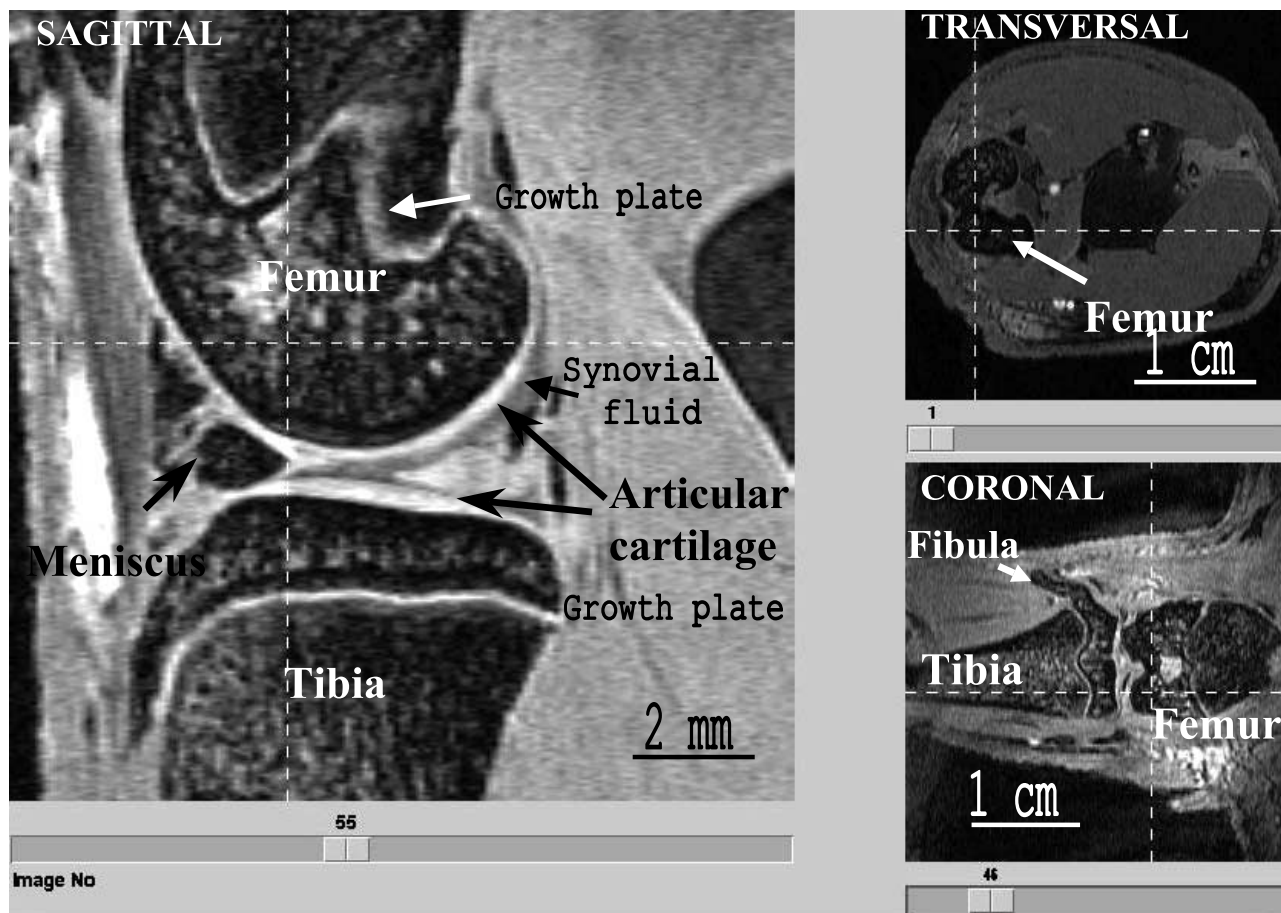 SAGITTAL
Growth plate
Femur
Synovial
fluid
Articular
cartilage
Meniscus
Growth plate
Tibia
2 mm
55
Image No
TRANSVERSAL
Femur
1 cm
1
CORONAL
Fibula
Tibia
Femur
1 cm
46